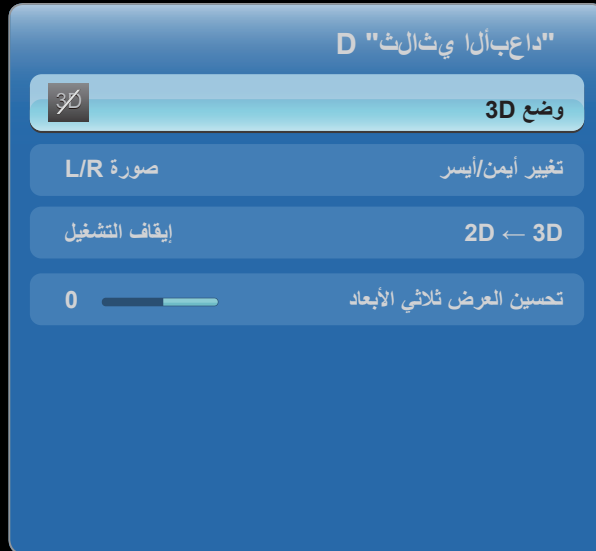 "داعبألا يثالث" D
وضع 3D 3D
تغيير أيمن/أيسر صورة L/R
3D → 2D إيقاف التشغيل
تحسين العرض ثلاثي الأبعاد 0